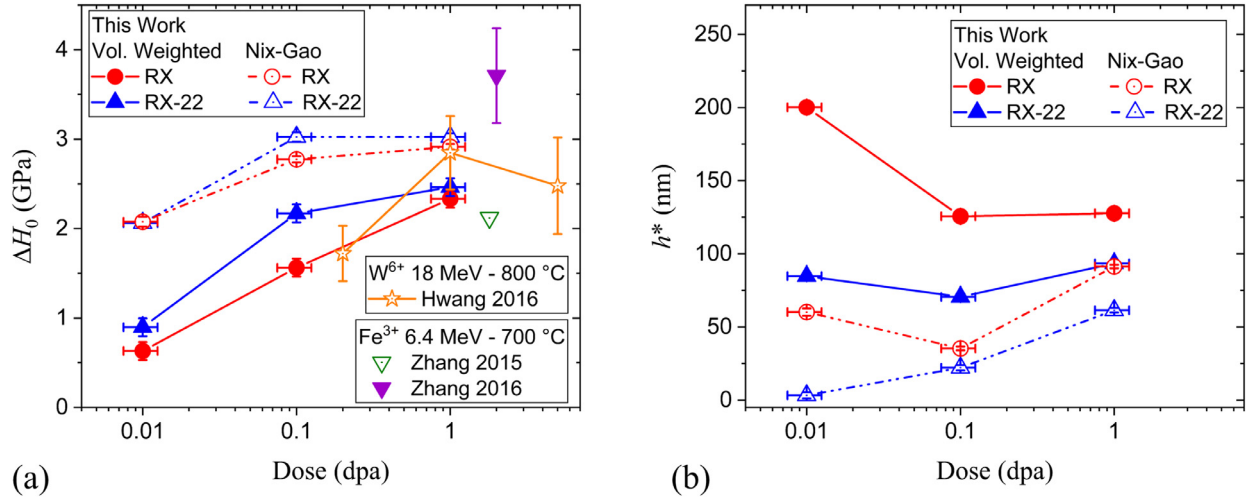 This Work
Vol. Weighted Nix-Gao
RX RX
RX-22 RX-22
W6+ 18 MeV - 800 °C
Hwang 2016
Fe3+ 6.4 MeV - 700 °C
Zhang 2015
Zhang 2016
4
3
2
1
0
ΔH0 (GPa)
0.01 0.1 1
Dose (dpa)
(a)
This Work
Vol. Weighted Nix-Gao
RX RX
RX-22 RX-22
200
150
100
50
0
h* (nm)
0.01 0.1 1
Dose (dpa)
(b)